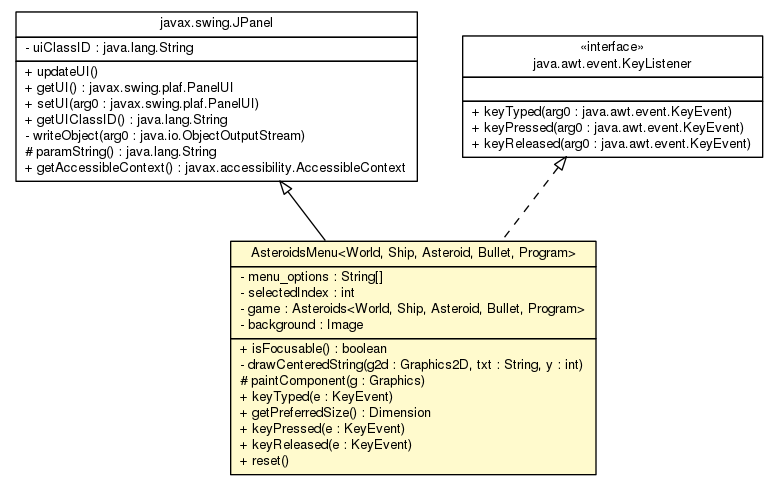 javax.swing.JPanel
- uiClassID : java.lang.String
+ updateUI()
+ getUI() : javax.swing.plaf.PanelUI
+ setUI(arg0 : javax.swing.plaf.PanelUI)
+ getUIClassID() : java.lang.String
- writeObject(arg0 : java.io.ObjectOutputStream)
# paramString() : java.lang.String
+ getAccessibleContext() : javax.accessibility.AccessibleContext
«interface»
java.awt.event.KeyListener
+ keyTyped(arg0 : java.awt.event.KeyEvent)
+ keyPressed(arg0 : java.awt.event.KeyEvent)
+ keyReleased(arg0 : java.awt.event.KeyEvent)
AsteroidsMenu<World, Ship, Asteroid, Bullet, Program>
- menu_options : String[]
- selectedIndex : int
- game : Asteroids<World, Ship, Asteroid, Bullet, Program>
- background : Image
+ isFocusable() : boolean
- drawCenteredString(g2d : Graphics2D, txt : String, y : int)
# paintComponent(g : Graphics)
+ keyTyped(e : KeyEvent)
+ getPreferredSize() : Dimension
+ keyPressed(e : KeyEvent)
+ keyReleased(e : KeyEvent)
+ reset()